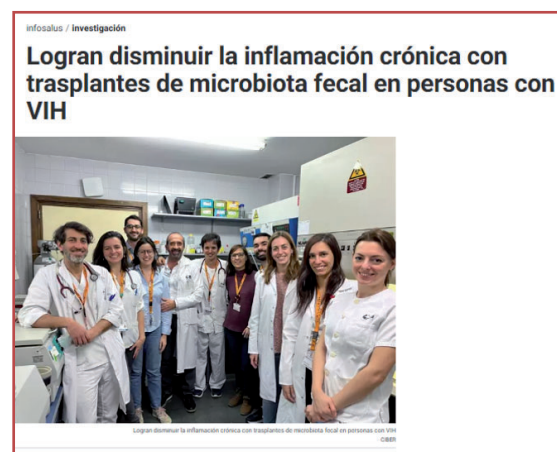 infosalus / investigación
Logran disminuir la inflamación crónica con
trasplantes de microbiota fecal en personas con
VIH
Logran disminuir la inflamación crónica con trasplantes de microbiota fecal en personas con VIH
CIBER